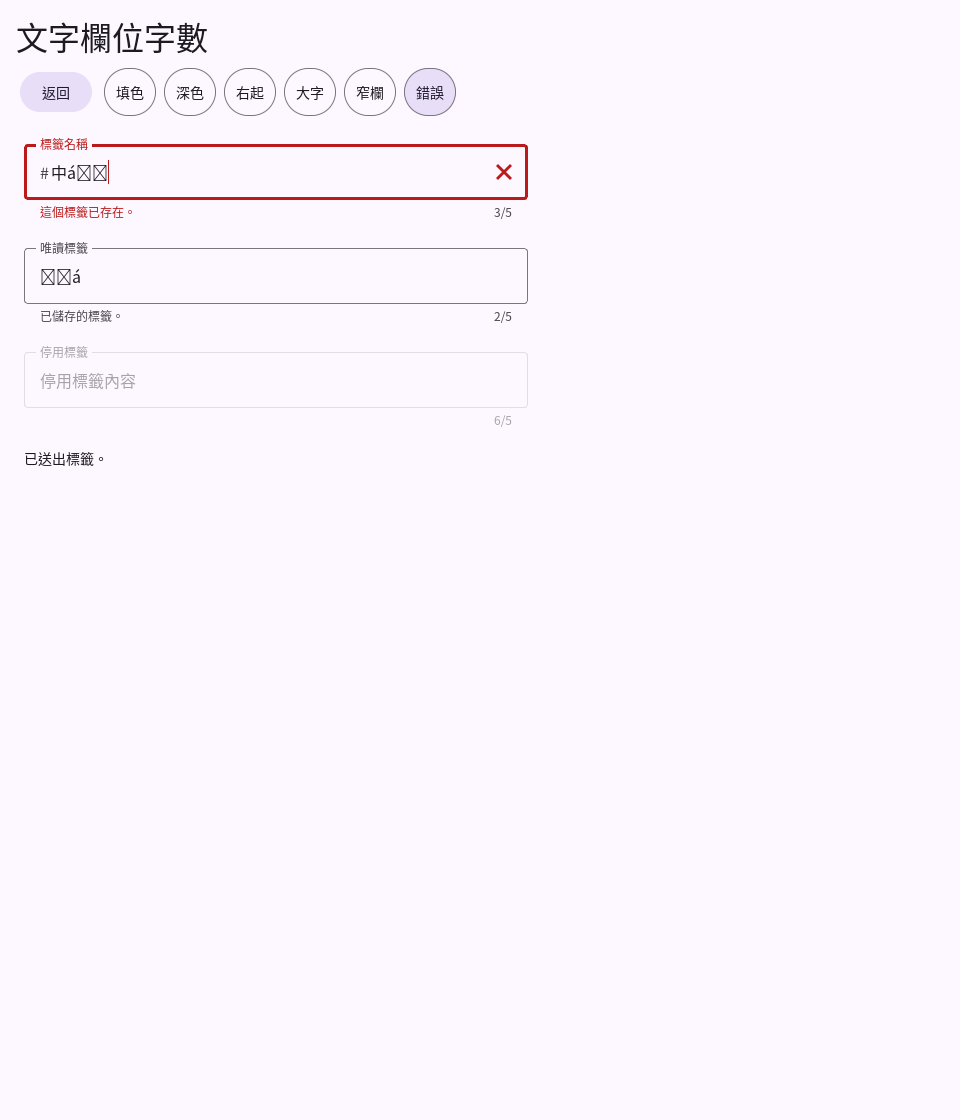 文字欄位字數
返回 填色 深色 右起 大字 窄欄 錯誤
標籤名稱
#中á
這個標籤已存在。 3/5
唯讀標籤
á
已儲存的標籤。 2/5
停用標籤
停用標籤內容
6/5
已送出標籤。